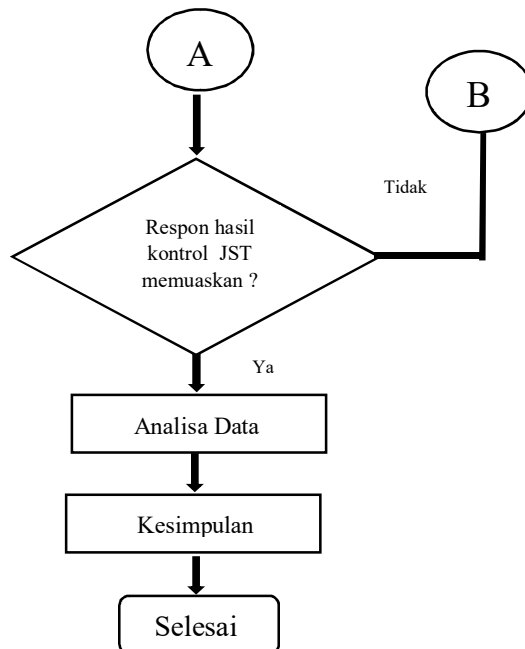 A
B
Tidak
Respon hasil
kontrol JST
memuaskan ?
Ya
Analisa Data
Kesimpulan
Selesai